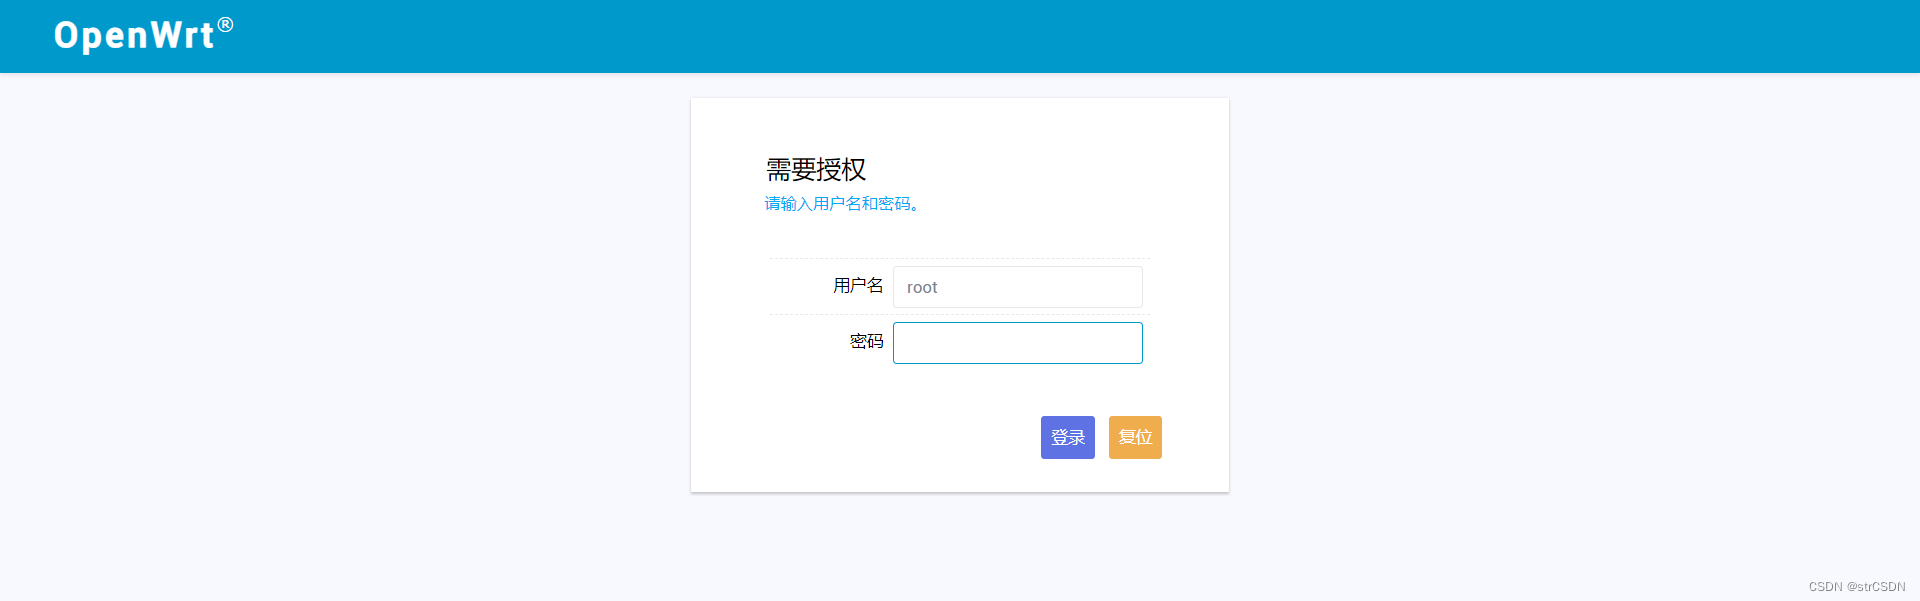 OpenWrt®
需要授权
请输入用户名和密码。
用户名 root
密码
登录 复位
CSDN @strCSDN